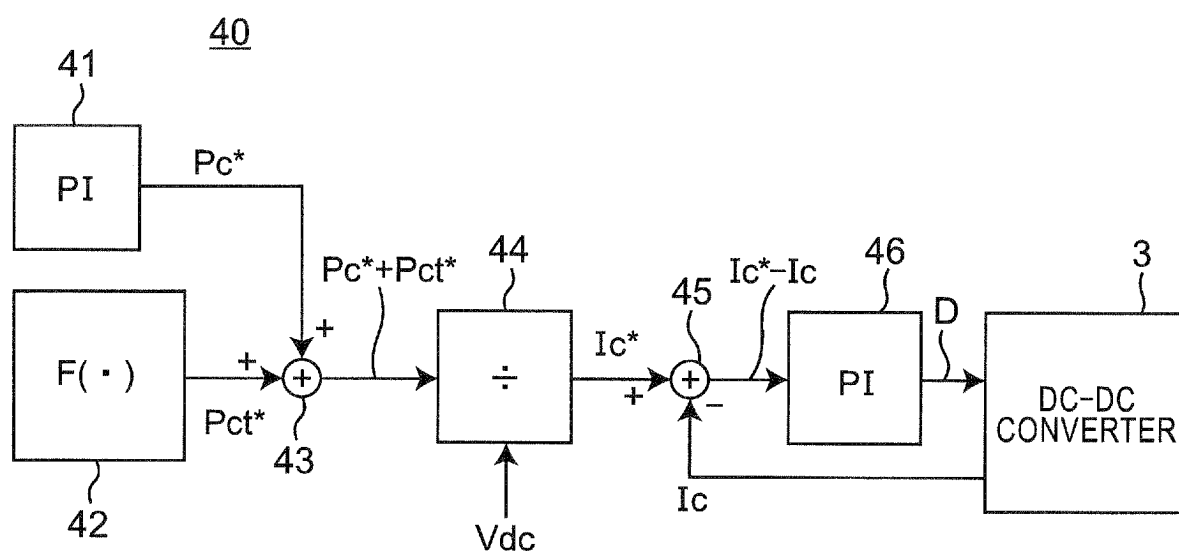 40
41
PI
Pc*
+
F(・)
+
Pct*
42
+
43
Pc*+Pct*
44
÷
Vdc
Ic*
+
45
+
−
Ic*−Ic
46
PI
D
3
DC-DC
CONVERTER
Ic